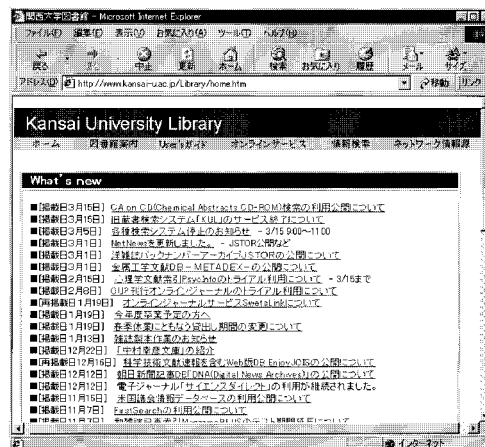 関西大学図書館 - Microsoft Internet Explorer
ファイル(F) 編集(E) 表示(V) お気に入り(A) ツール(T) ヘルプ(H)
戻る 中止 更新 ホーム 検索 お気に入り 履歴 メール サイズ
アドレス(D) http://www.kansai-u.ac.jp/Library/home.htm 移動 リンク
Kansai University Library
ホーム 図書館案内 User'sガイド オンラインサービス 情報検索 ネットワーク情報源
What's new
■[掲載日3月15日] CA on CD(Chemical Abstracts CD-ROM)検索の利用公開について
■[掲載日3月15日] 旧蔵書検索システム「KUL」のサービス終了について
■[掲載日3月5日] 各種検索システム停止のお知らせ - 3/15 9:00～11:00
■[掲載日3月1日] NetNewsを更新しました。 - JSTOR公開など
■[掲載日3月1日] 洋雑誌バックナンバーアーカイブJSTORの公開について
■[掲載日3月1日] 金属工学文献DB－METADEX－の公開について
■[掲載日2月15日] 心理学文献索引PsycInfoのトライアル利用について - 3/15まで
■[掲載日2月8日] OUP刊行オンラインジャーナルのトライアル利用について
■[再掲載日1月19日] オンラインジャーナルサービスSwetsLinkについて
■[掲載日1月19日] 今年度卒業予定の方へ
■[掲載日1月19日] 春季休業にともなう貸出し期間の変更について
■[掲載日1月13日] 雑誌製本作業のお知らせ
■[掲載日12月22日] 「中村幸彦文庫」の紹介
■[再掲載日12月16日] 科学技術文献速報を含むWeb版DB Enjoy JOISの公開について
■[掲載日12月12日] 朝日新聞記事DE「DNA(Digital News Archives)」の公開について
■[掲載日12月12日] 電子ジャーナル「サイエンスダイレクト」の利用が継続されました。
■[掲載日11月15日] 米国議会情報データベースの利用公開について
■[掲載日11月7日] FirstSearchの利用公開について
■[掲載日11月7日]
インターネット